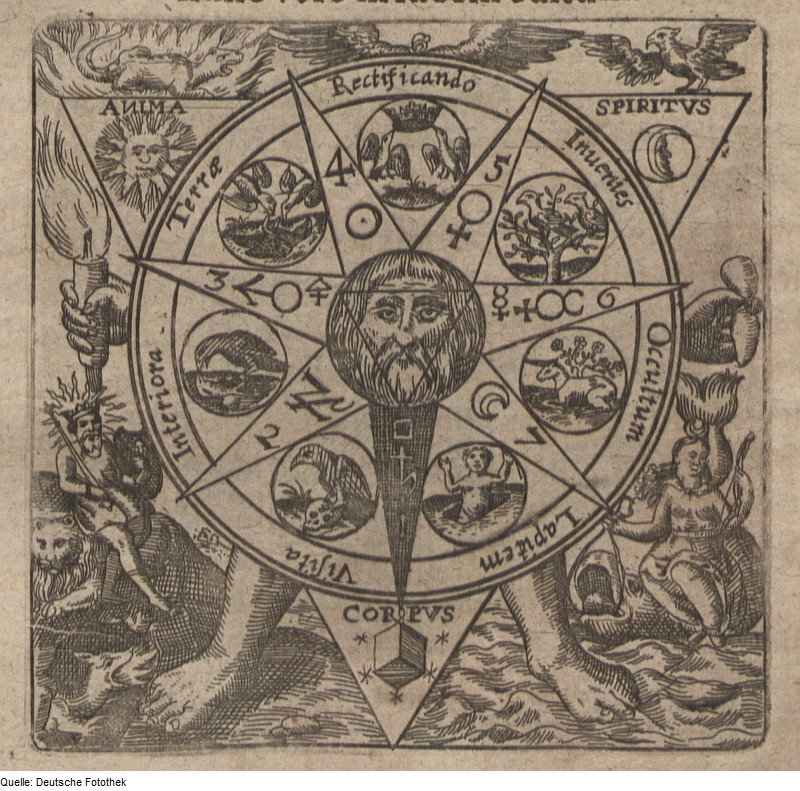 ANIMA
SPIRITVS
Viſita
Interiora
Terræ
Rectificando
Inuenies
Occultum
Lapidem
4
5
3
6
2
7
1
CORPVS
Quelle: Deutsche Fotothek